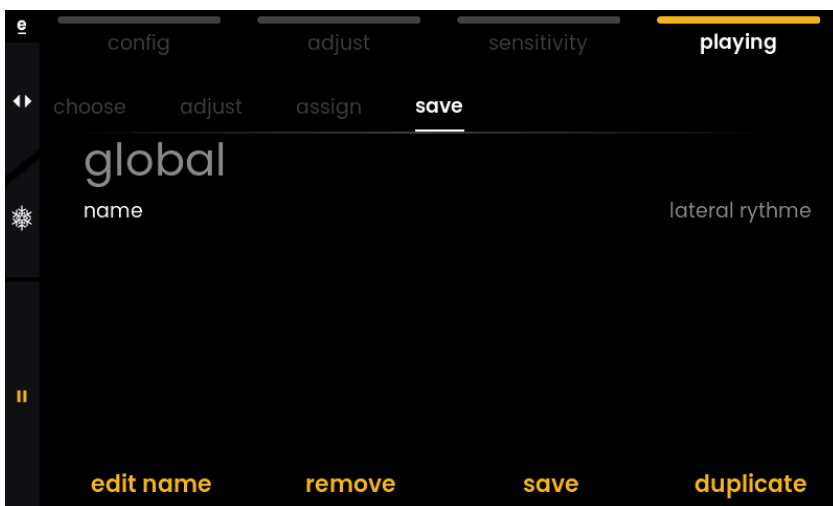 e
config adjust sensitivity playing
choose adjust assign save
global
name lateral rythme
edit name remove save duplicate